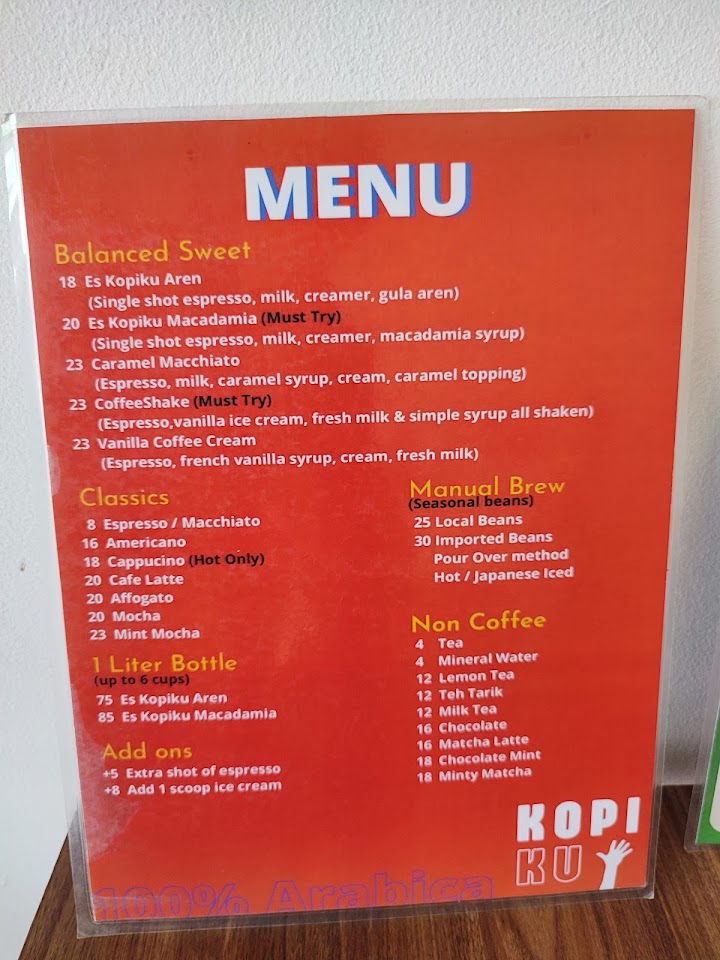 MENU
Balanced Sweet
18 Es Kopiku Aren
(Single shot espresso, milk, creamer, gula aren)
20 Es Kopiku Macadamia (Must Try)
(Single shot espresso, milk, creamer, macadamia syrup)
23 Caramel Macchiato
(Espresso, milk, caramel syrup, cream, caramel topping)
23 CoffeeShake (Must Try)
(Espresso,vanilla ice cream, fresh milk & simple syrup all shaken)
23 Vanilla Coffee Cream
(Espresso, french vanilla syrup, cream, fresh milk)
Classics
8 Espresso / Macchiato
16 Americano
18 Cappucino (Hot Only)
20 Cafe Latte
20 Affogato
20 Mocha
23 Mint Mocha
1 Liter Bottle
(up to 6 cups)
75 Es Kopiku Aren
85 Es Kopiku Macadamia
Add ons
+5 Extra shot of espresso
+8 Add 1 scoop ice cream
Manual Brew
(Seasonal beans)
25 Local Beans
30 Imported Beans
Pour Over method
Hot / Japanese Iced
Non Coffee
4 Tea
4 Mineral Water
12 Lemon Tea
12 Teh Tarik
12 Milk Tea
16 Chocolate
16 Matcha Latte
18 Chocolate Mint
18 Minty Matcha
KOPI
KU
100% Arabica